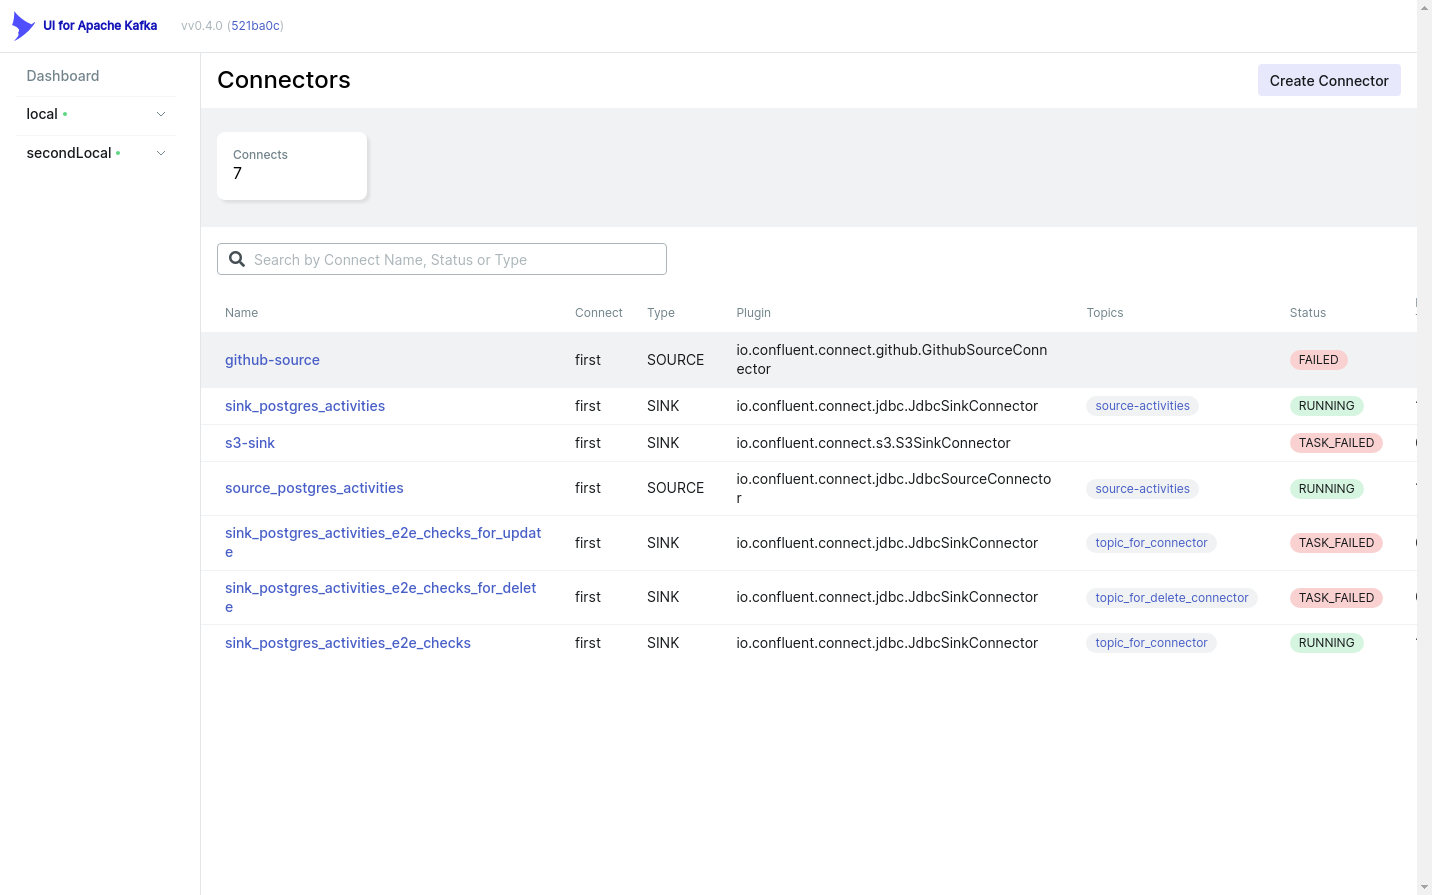 UI for Apache Kafka vv0.4.0 (521ba0c)
Dashboard
local
secondLocal
Connectors
Create Connector
Connects
7
Search by Connect Name, Status or Type
Name Connect Type Plugin Topics Status
github-source first SOURCE io.confluent.connect.github.GithubSourceConn
ector FAILED
sink_postgres_activities first SINK io.confluent.connect.jdbc.JdbcSinkConnector source-activities RUNNING
s3-sink first SINK io.confluent.connect.s3.S3SinkConnector TASK_FAILED
source_postgres_activities first SOURCE io.confluent.connect.jdbc.JdbcSourceConnecto
r source-activities RUNNING
sink_postgres_activities_e2e_checks_for_updat
e first SINK io.confluent.connect.jdbc.JdbcSinkConnector topic_for_connector TASK_FAILED
sink_postgres_activities_e2e_checks_for_delet
e first SINK io.confluent.connect.jdbc.JdbcSinkConnector topic_for_delete_connector TASK_FAILED
sink_postgres_activities_e2e_checks first SINK io.confluent.connect.jdbc.JdbcSinkConnector topic_for_connector RUNNING